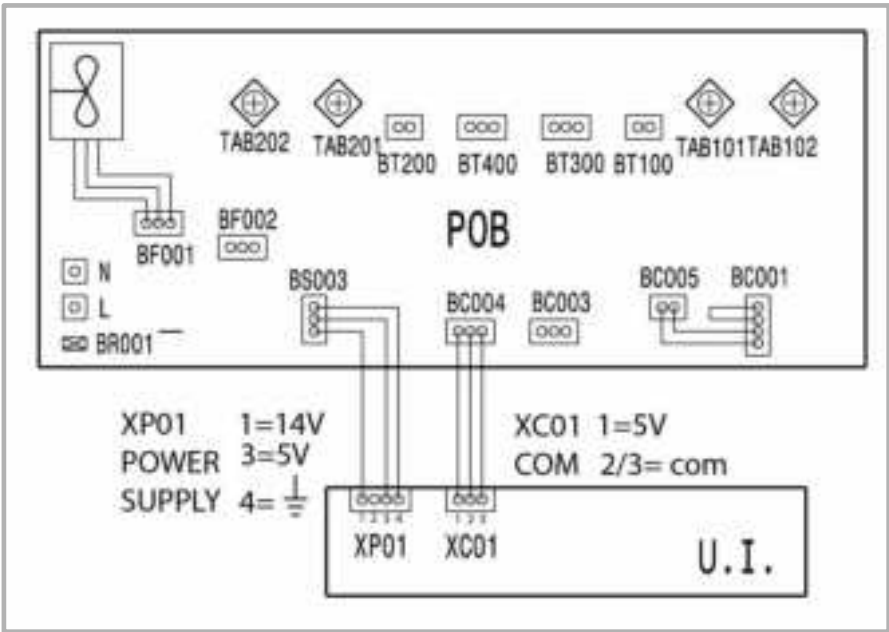 TAB202 TAB201 BT200 BT400 BT300 BT100 TAB101 TAB102
BF001 BF002 POB
N
L
BR001
BS003 BC004 BC003 BC005 BC001
XP01 1=14V
POWER 3=5V
SUPPLY 4=
XC01 1=5V
COM 2/3= com
1 2 3 4
1 2 3
XP01 XC01
U.I.